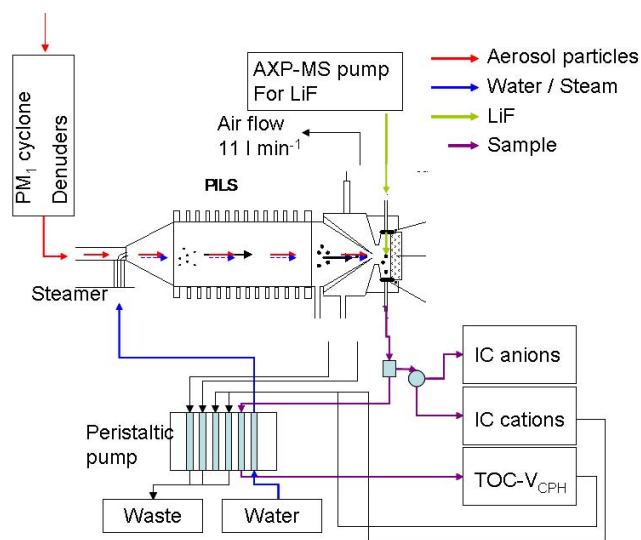 PM1 cyclone
Denuders
AXP-MS pump
For LiF
Aerosol particles
Water / Steam
LiF
Sample
Air flow
11 l min-1
PILS
Steamer
Peristaltic
pump
IC anions
IC cations
TOC-VCPH
Waste
Water